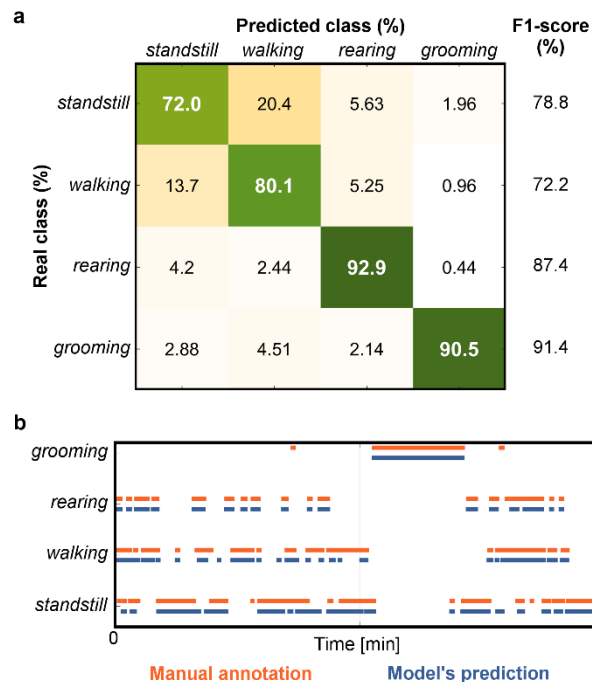 a
Predicted class (%)
F1-score
(%)
standstill walking rearing grooming
Real class (%)
standstill 72.0 20.4 5.63 1.96 78.8
walking 13.7 80.1 5.25 0.96 72.2
rearing 4.2 2.44 92.9 0.44 87.4
grooming 2.88 4.51 2.14 90.5 91.4
b
grooming
rearing
walking
standstill
0
Time [min]
Manual annotation Model's prediction